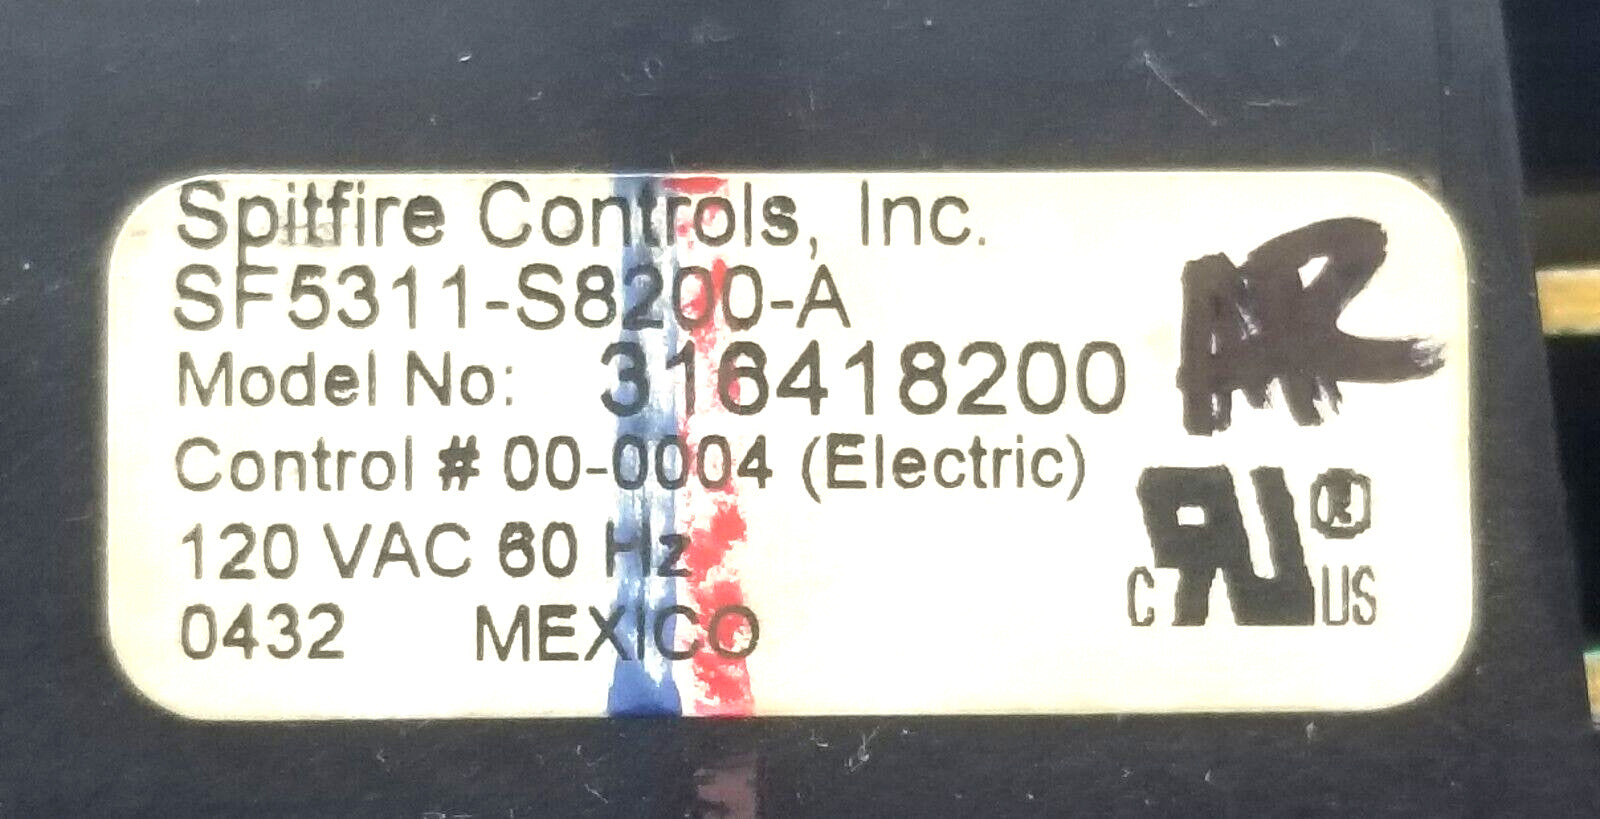 Spitfire Controls, Inc.
SF5311-S8200-A
Model No: 316418200
Control # 00-0004 (Electric)
120 VAC 60 Hz
0432 MEXICO
AR
C RU ® US